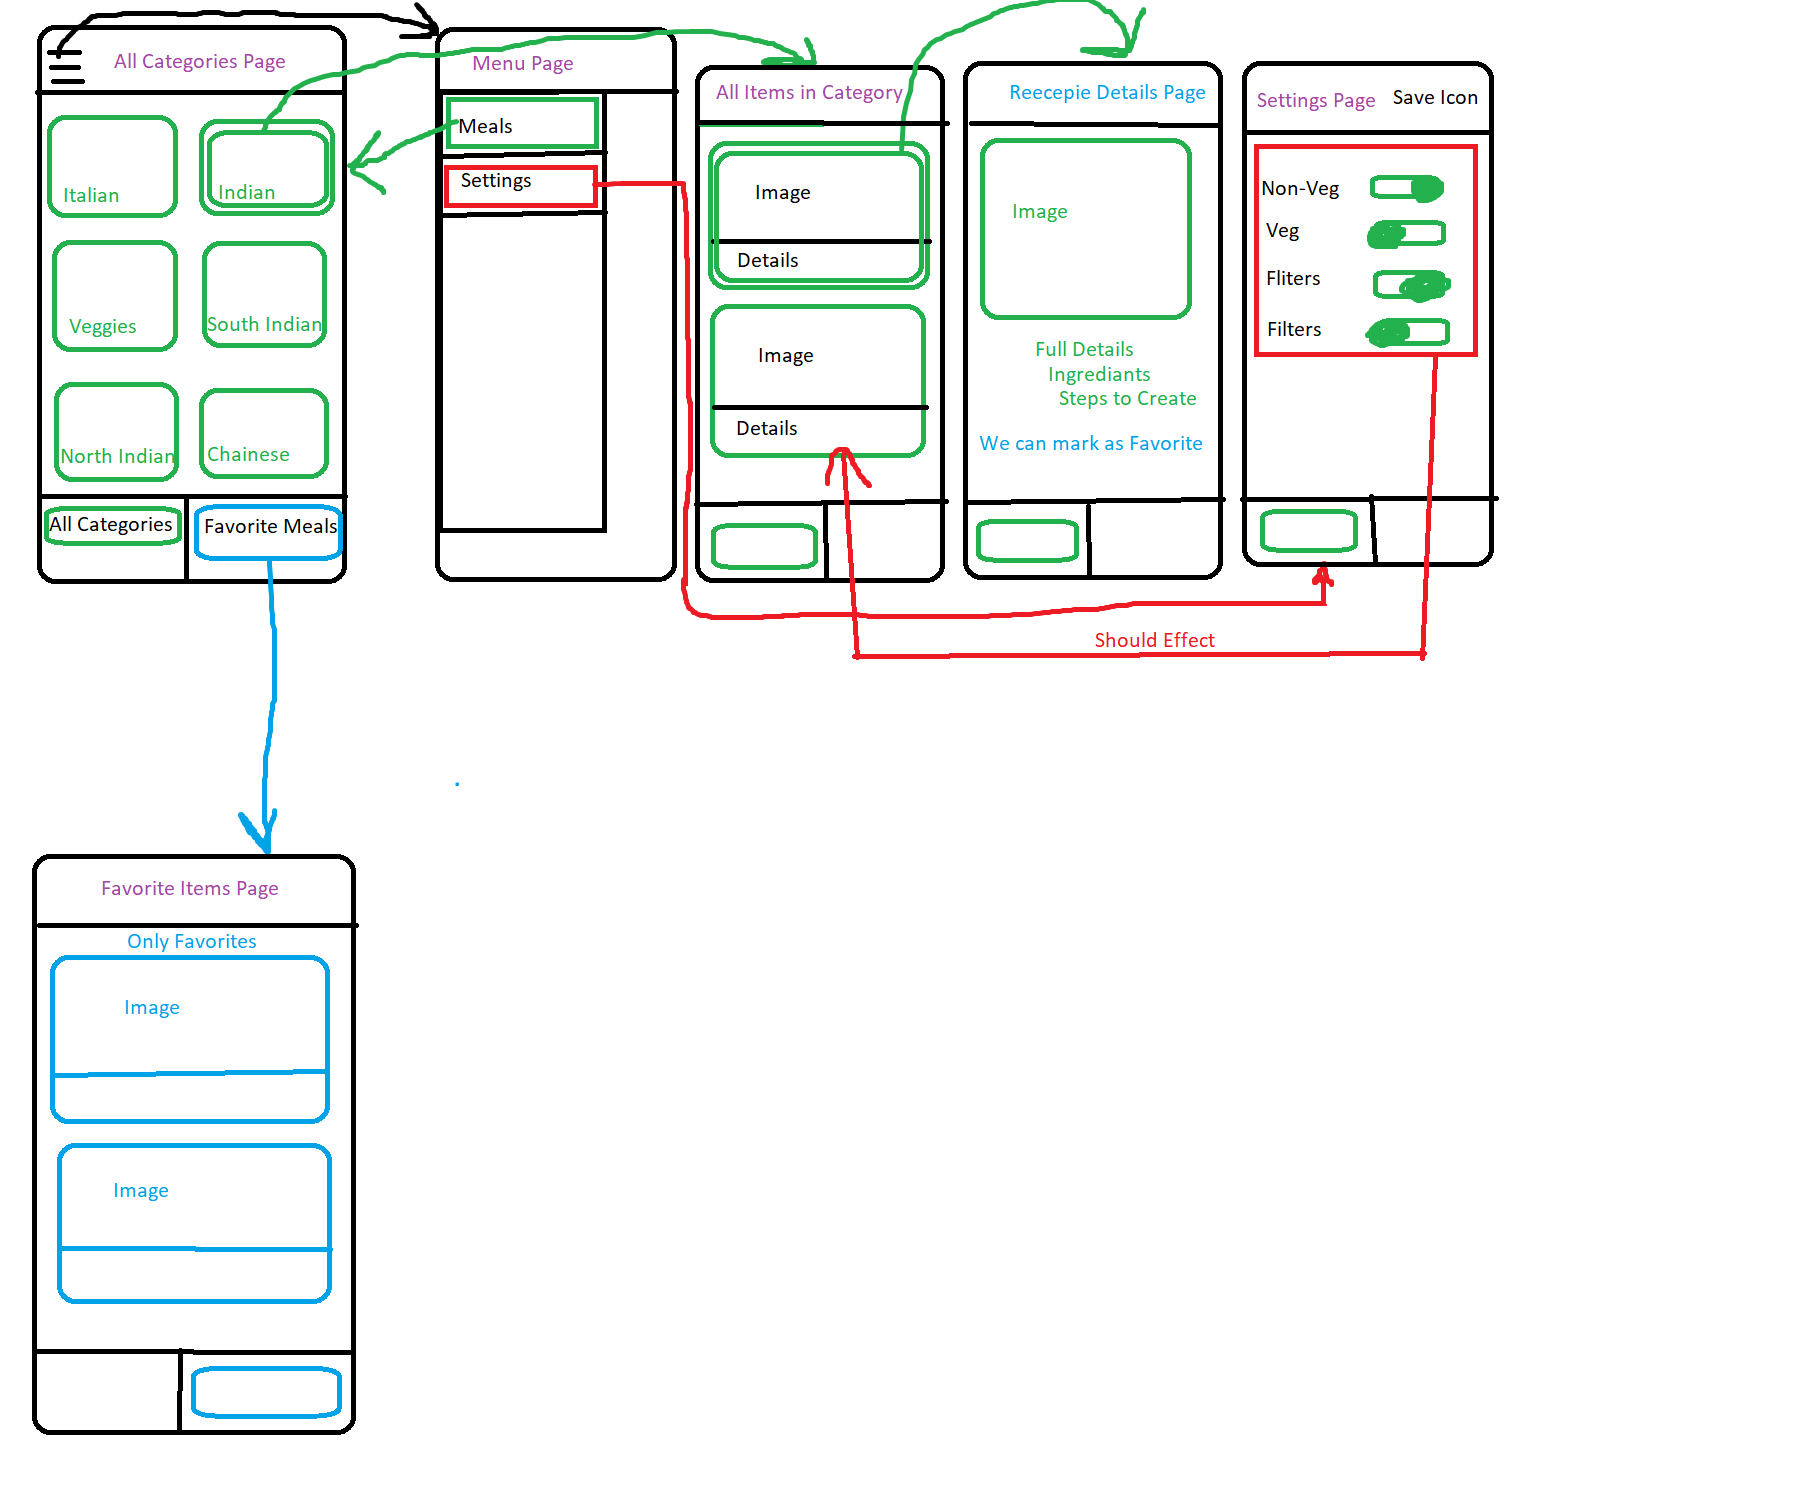 All Categories Page
Italian
Indian
Veggies
South Indian
North Indian
Chainese
All Categories
Favorite Meals
Menu Page
Meals
Settings
All Items in Category
Image
Details
Image
Details
Reecepie Details Page
Image
Full Details
Ingrediants
Steps to Create
We can mark as Favorite
Settings Page
Save Icon
Non-Veg
Veg
Fliters
Filters
Should Effect
Favorite Items Page
Only Favorites
Image
Image